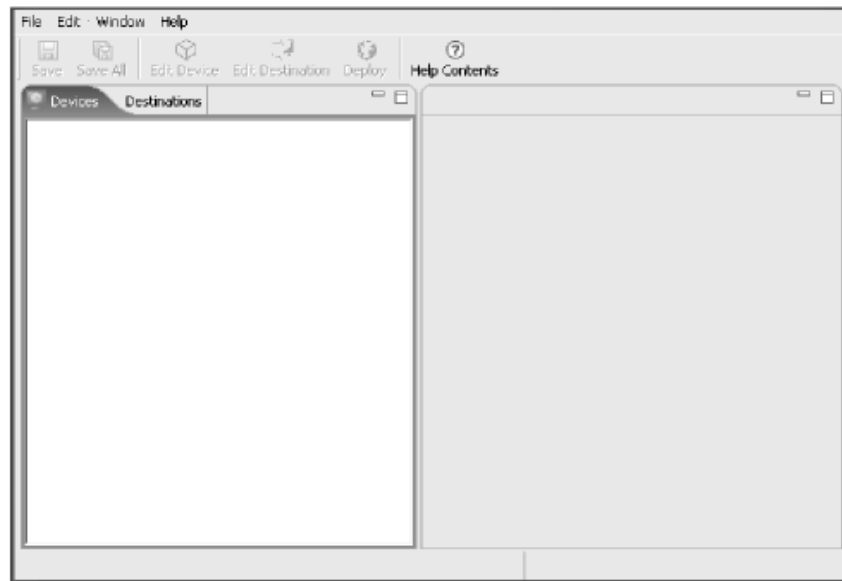 File Edit Window Help
Save Save All Edit Device Edit Destination Deploy Help Contents
Devices Destinations